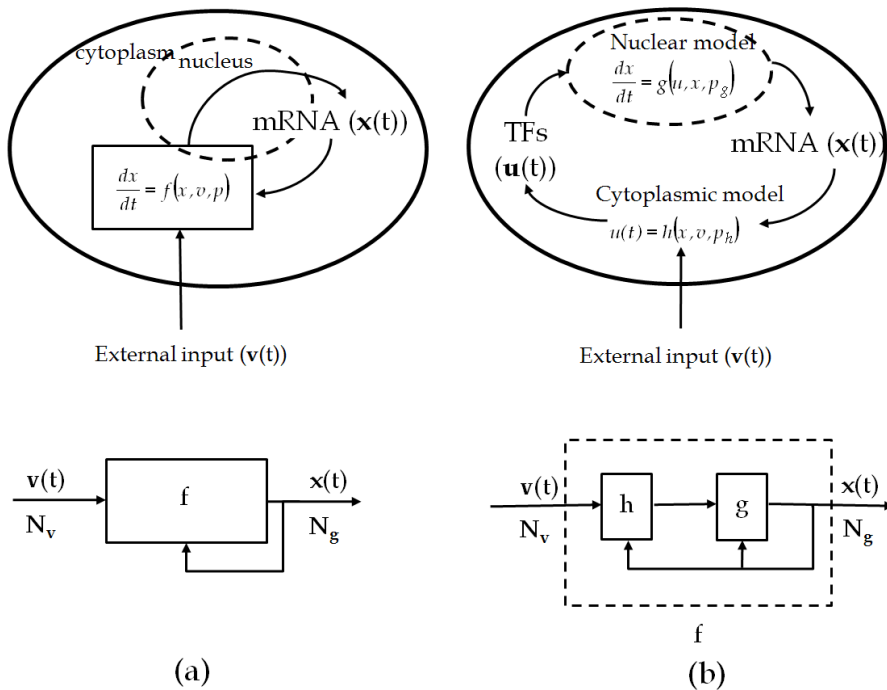 cytoplasm
nucleus
mRNA (x(t))
dx/dt = f(x, v, p)
External input (v(t))
Nuclear model
dx/dt = g(u, x, p_g)
TFs
(u(t))
mRNA (x(t)
Cytoplasmic model
u(t) = h(x, v, p_h)
External input (v(t))
v(t)
N_v
f
x(t)
N_g
(a)
v(t)
N_v
h
g
x(t)
N_g
f
(b)